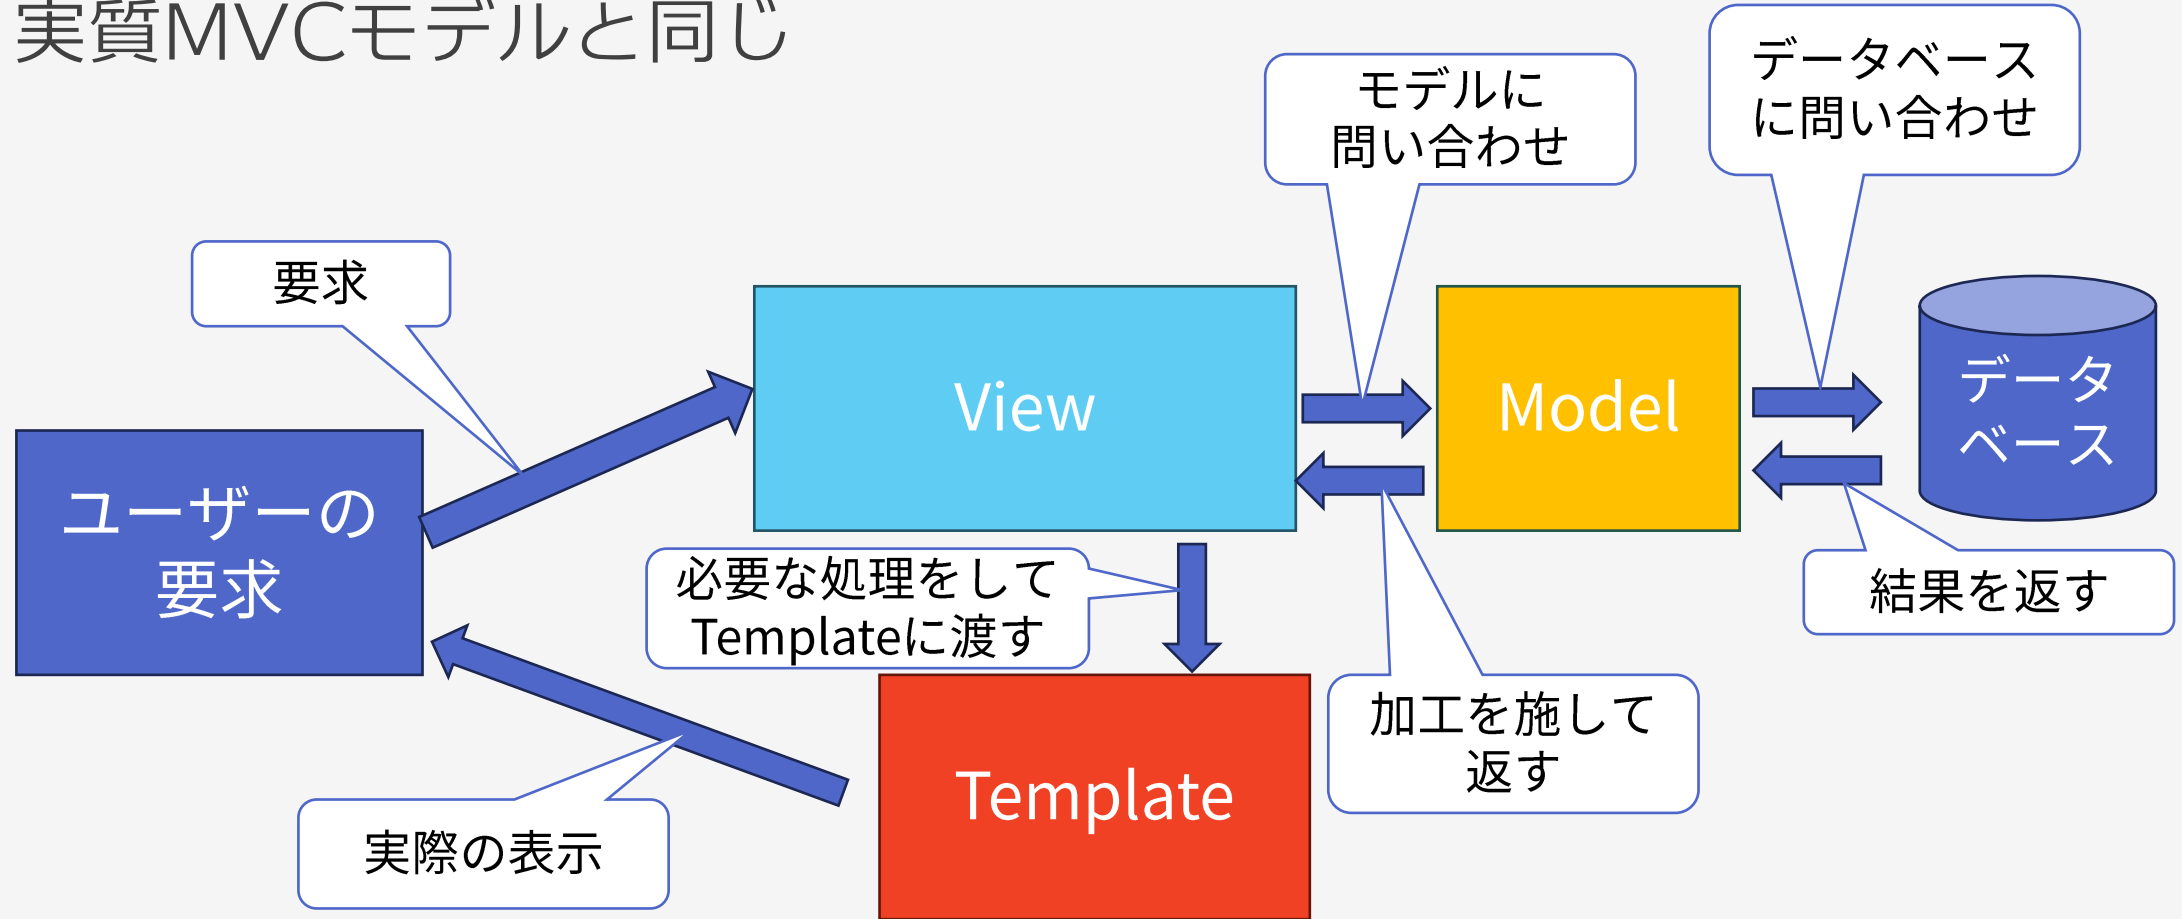 実質MVCモデルと同じ
データベース
に問い合わせ
モデルに
問い合わせ
要求
View
Model
データ
ベース
ユーザーの
要求
必要な処理をして
Templateに渡す
結果を返す
加工を施して
返す
Template
実際の表示